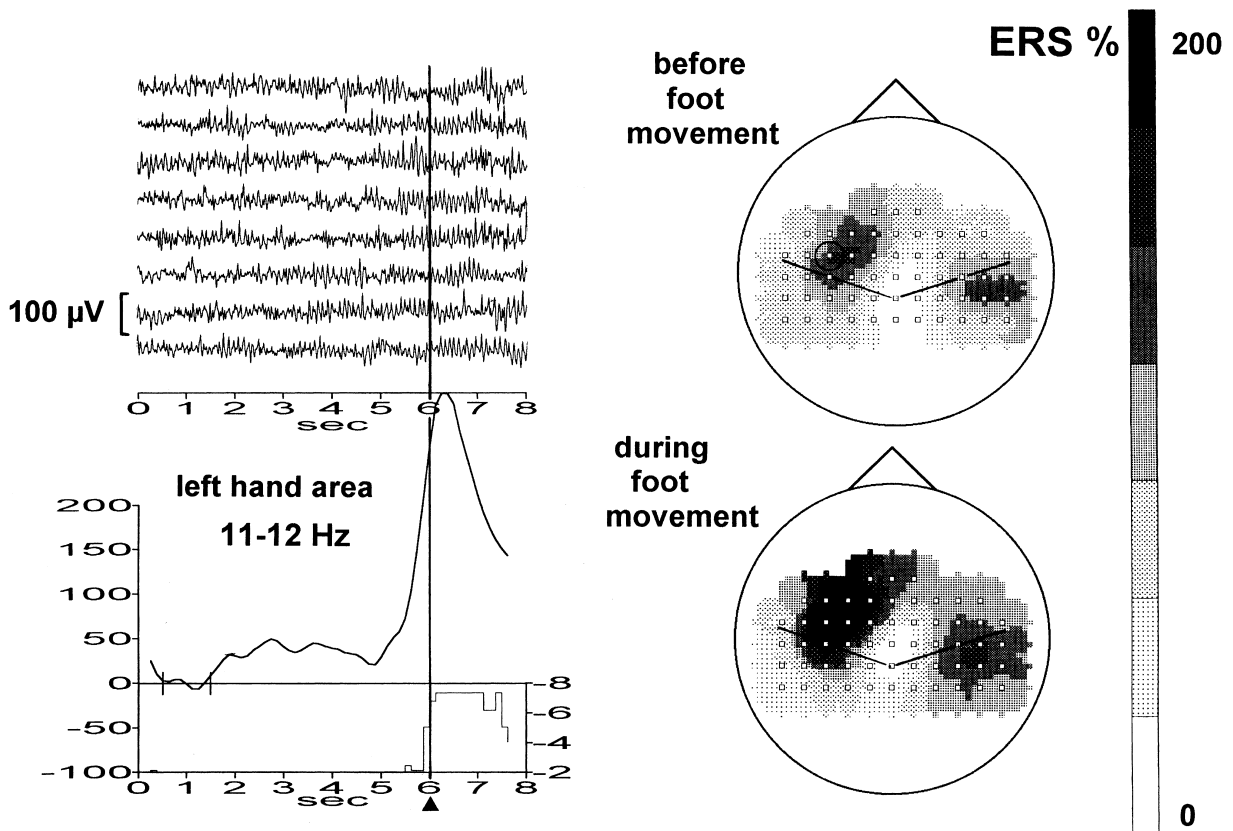 ERS %
200
before
foot
movement
100 µV
0 1 2 3 4 5 6 7 8
sec
left hand area
11-12 Hz
200
150
100
50
0
-50
-100
-8
-6
-4
-2
0 1 2 3 4 5 6 7 8
sec
during
foot
movement
0